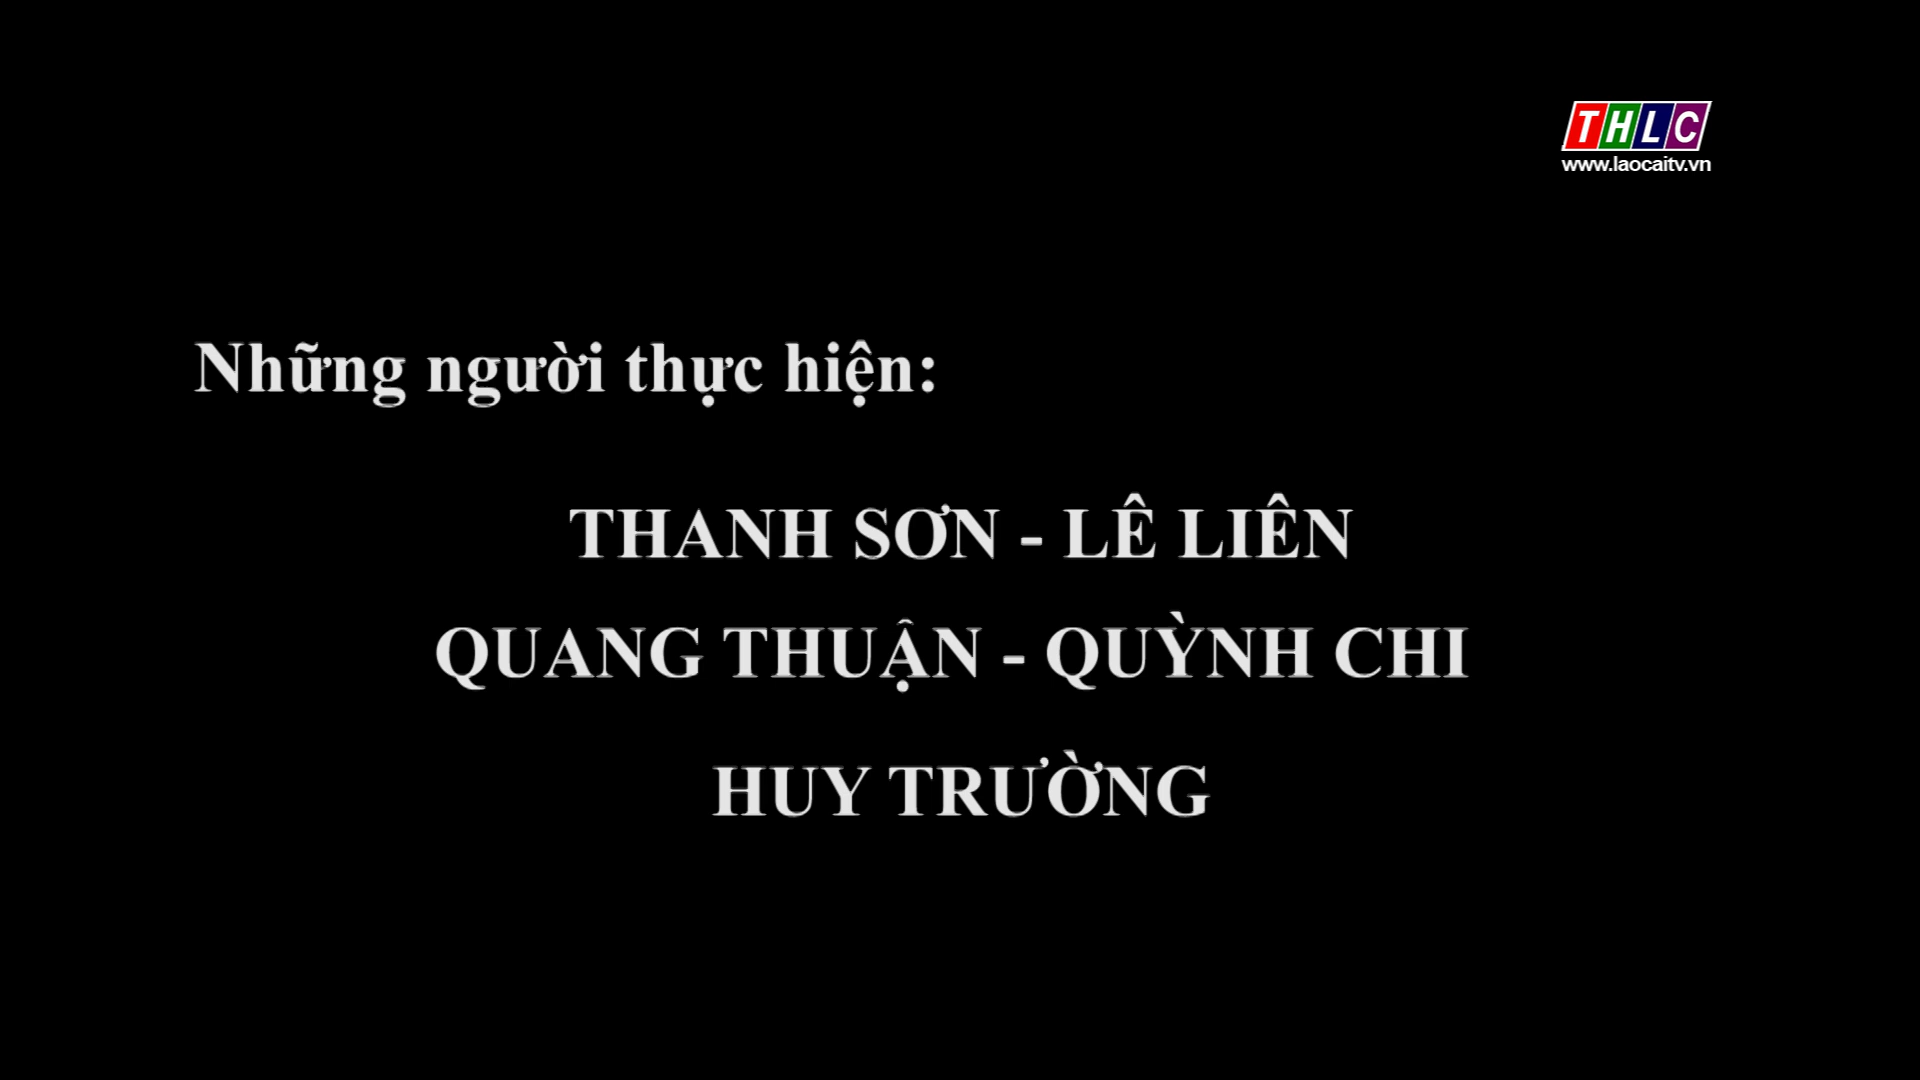 THLC
www.laocaitv.vn
Những người thực hiện:
THANH SƠN - LÊ LIÊN
QUANG THUẬN - QUỲNH CHI
HUY TRƯỜNG